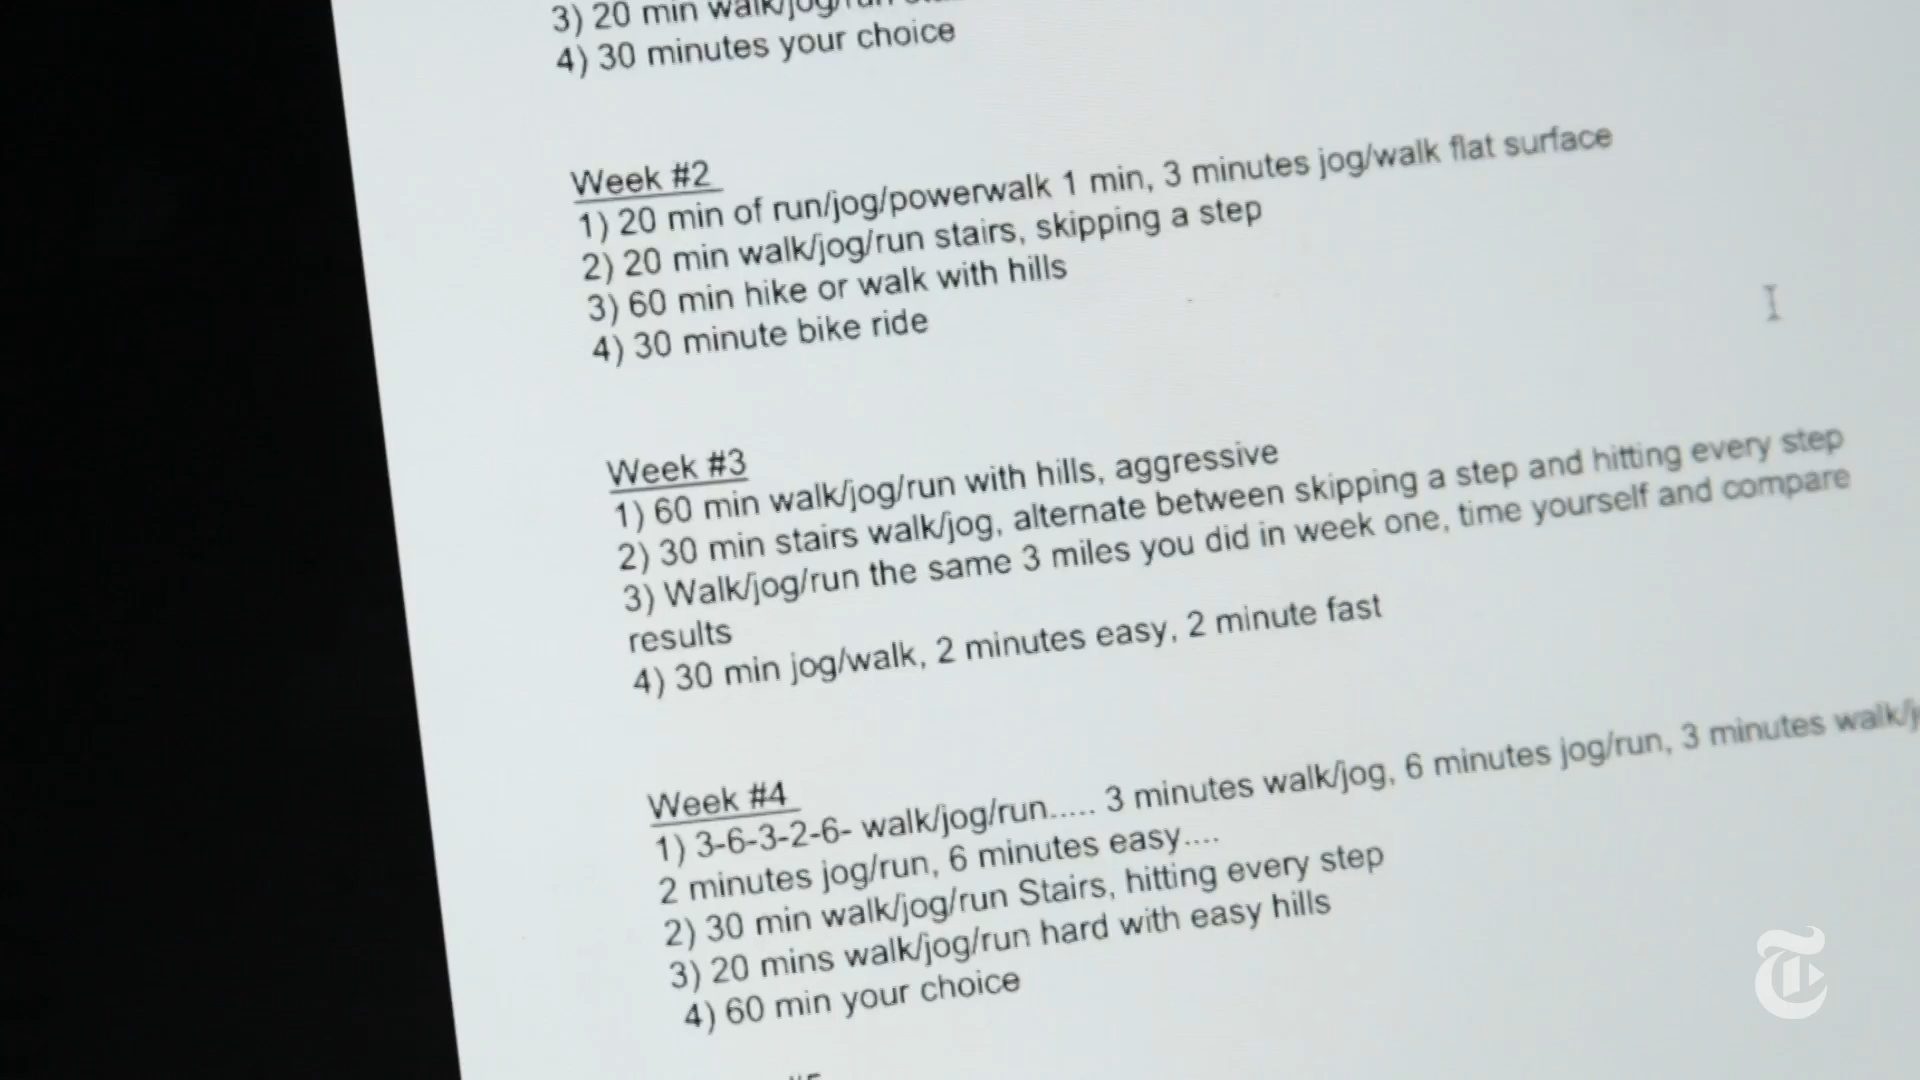 3) 20 min walk/jog/run
4) 30 minutes your choice
Week #2
1) 20 min of run/jog/powerwalk 1 min, 3 minutes jog/walk flat surface
2) 20 min walk/jog/run stairs, skipping a step
3) 60 min hike or walk with hills
4) 30 minute bike ride
Week #3
1) 60 min walk/jog/run with hills, aggressive
2) 30 min stairs walk/jog, alternate between skipping a step and hitting every step
3) Walk/jog/run the same 3 miles you did in week one, time yourself and compare
results
4) 30 min jog/walk, 2 minutes easy, 2 minute fast
Week #4
1) 3-6-3-2-6- walk/jog/run..... 3 minutes walk/jog, 6 minutes jog/run, 3 minutes walk/j
2 minutes jog/run, 6 minutes easy....
2) 30 min walk/jog/run Stairs, hitting every step
3) 20 mins walk/jog/run hard with easy hills
4) 60 min your choice
T